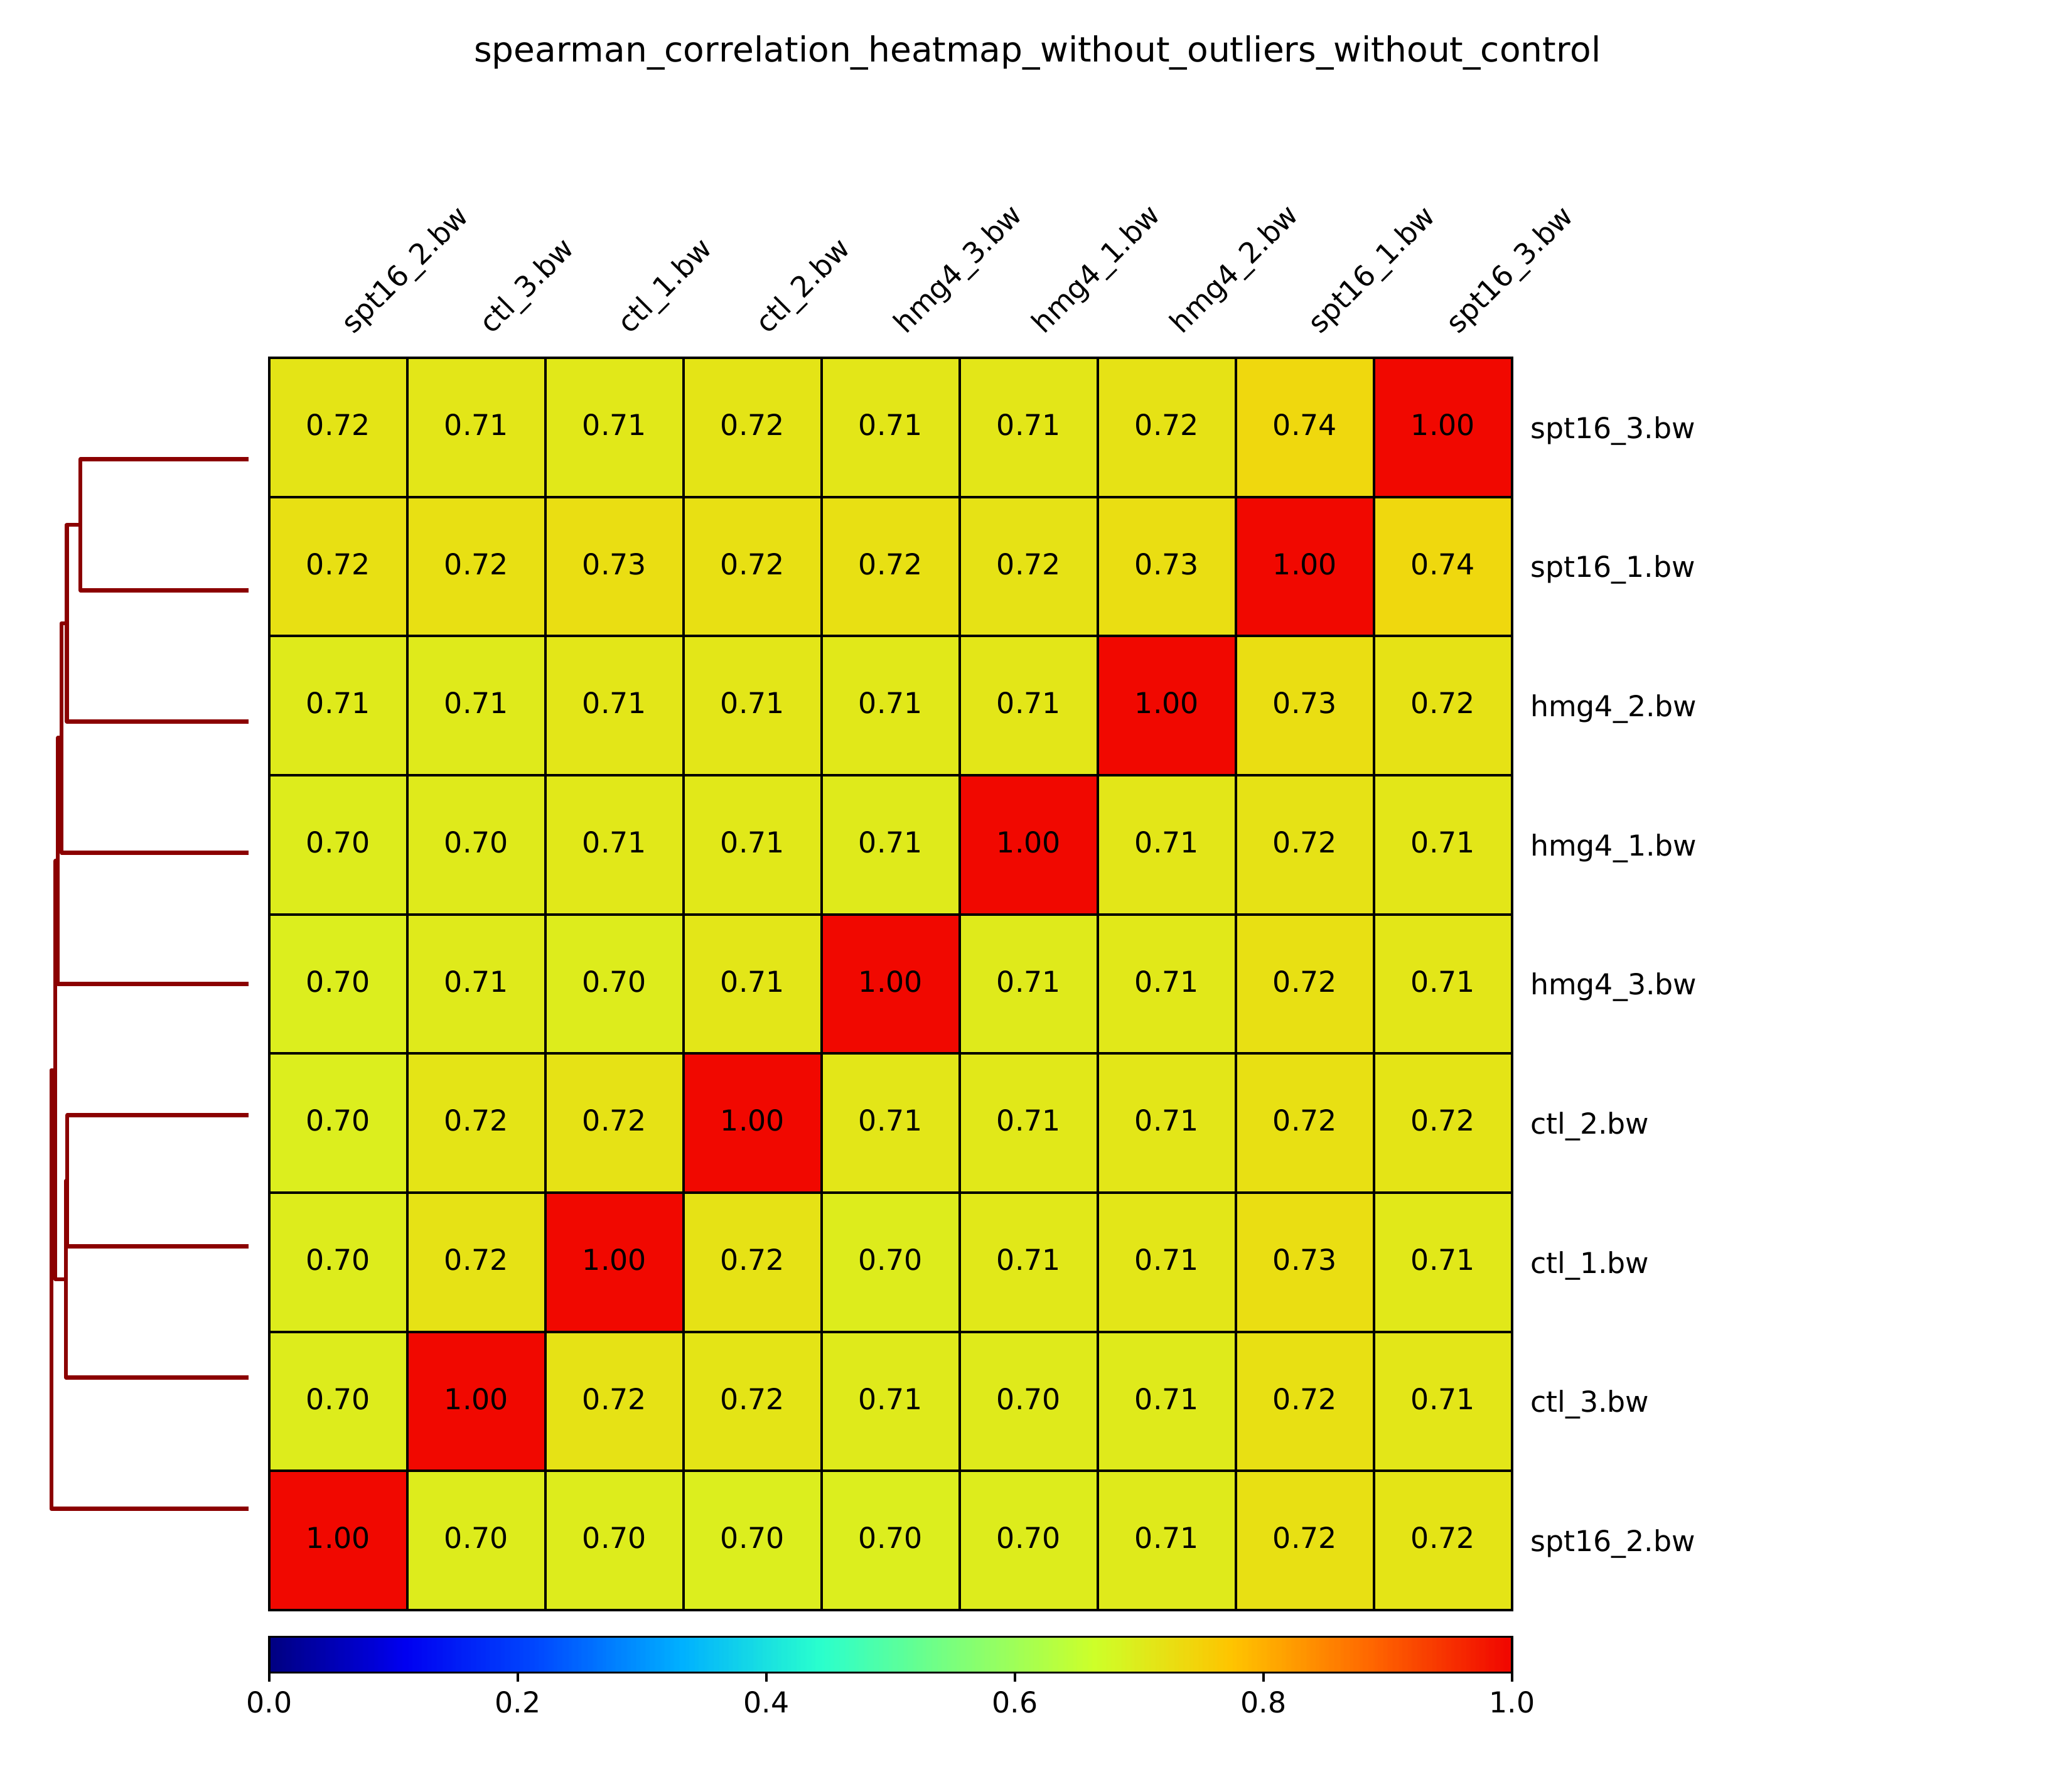 spearman_correlation_heatmap_without_outliers_without_control
spt16_2.bw ctl_3.bw ctl_1.bw ctl_2.bw hmg4_3.bw hmg4_1.bw hmg4_2.bw spt16_1.bw spt16_3.bw
0.72 0.71 0.71 0.72 0.71 0.71 0.72 0.74 1.00 spt16_3.bw
0.72 0.72 0.73 0.72 0.72 0.72 0.73 1.00 0.74 spt16_1.bw
0.71 0.71 0.71 0.71 0.71 0.71 1.00 0.73 0.72 hmg4_2.bw
0.70 0.70 0.71 0.71 0.71 1.00 0.71 0.72 0.71 hmg4_1.bw
0.70 0.71 0.70 0.71 1.00 0.71 0.71 0.72 0.71 hmg4_3.bw
0.70 0.72 0.72 1.00 0.71 0.71 0.71 0.72 0.72 ctl_2.bw
0.70 0.72 1.00 0.72 0.70 0.71 0.71 0.73 0.71 ctl_1.bw
0.70 1.00 0.72 0.72 0.71 0.70 0.71 0.72 0.71 ctl_3.bw
1.00 0.70 0.70 0.70 0.70 0.70 0.71 0.72 0.72 spt16_2.bw
0.0 0.2 0.4 0.6 0.8 1.0